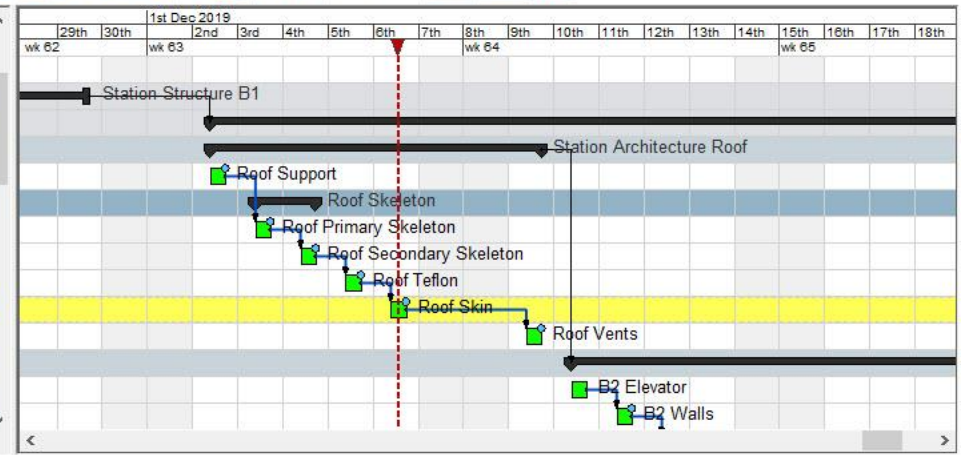 1st Dec 2019
29th 30th 2nd 3rd 4th 5th 6th 7th 8th 9th 10th 11th 12th 13th 14th 15th 16th 17th 18th
wk 62 wk 63 wk 64 wk 65
Station Structure B1
Station Architecture Roof
Roof Support
Roof Skeleton
Roof Primary Skeleton
Roof Secondary Skeleton
Roof Teflon
Roof Skin
Roof Vents
B2 Elevator
B2 Walls